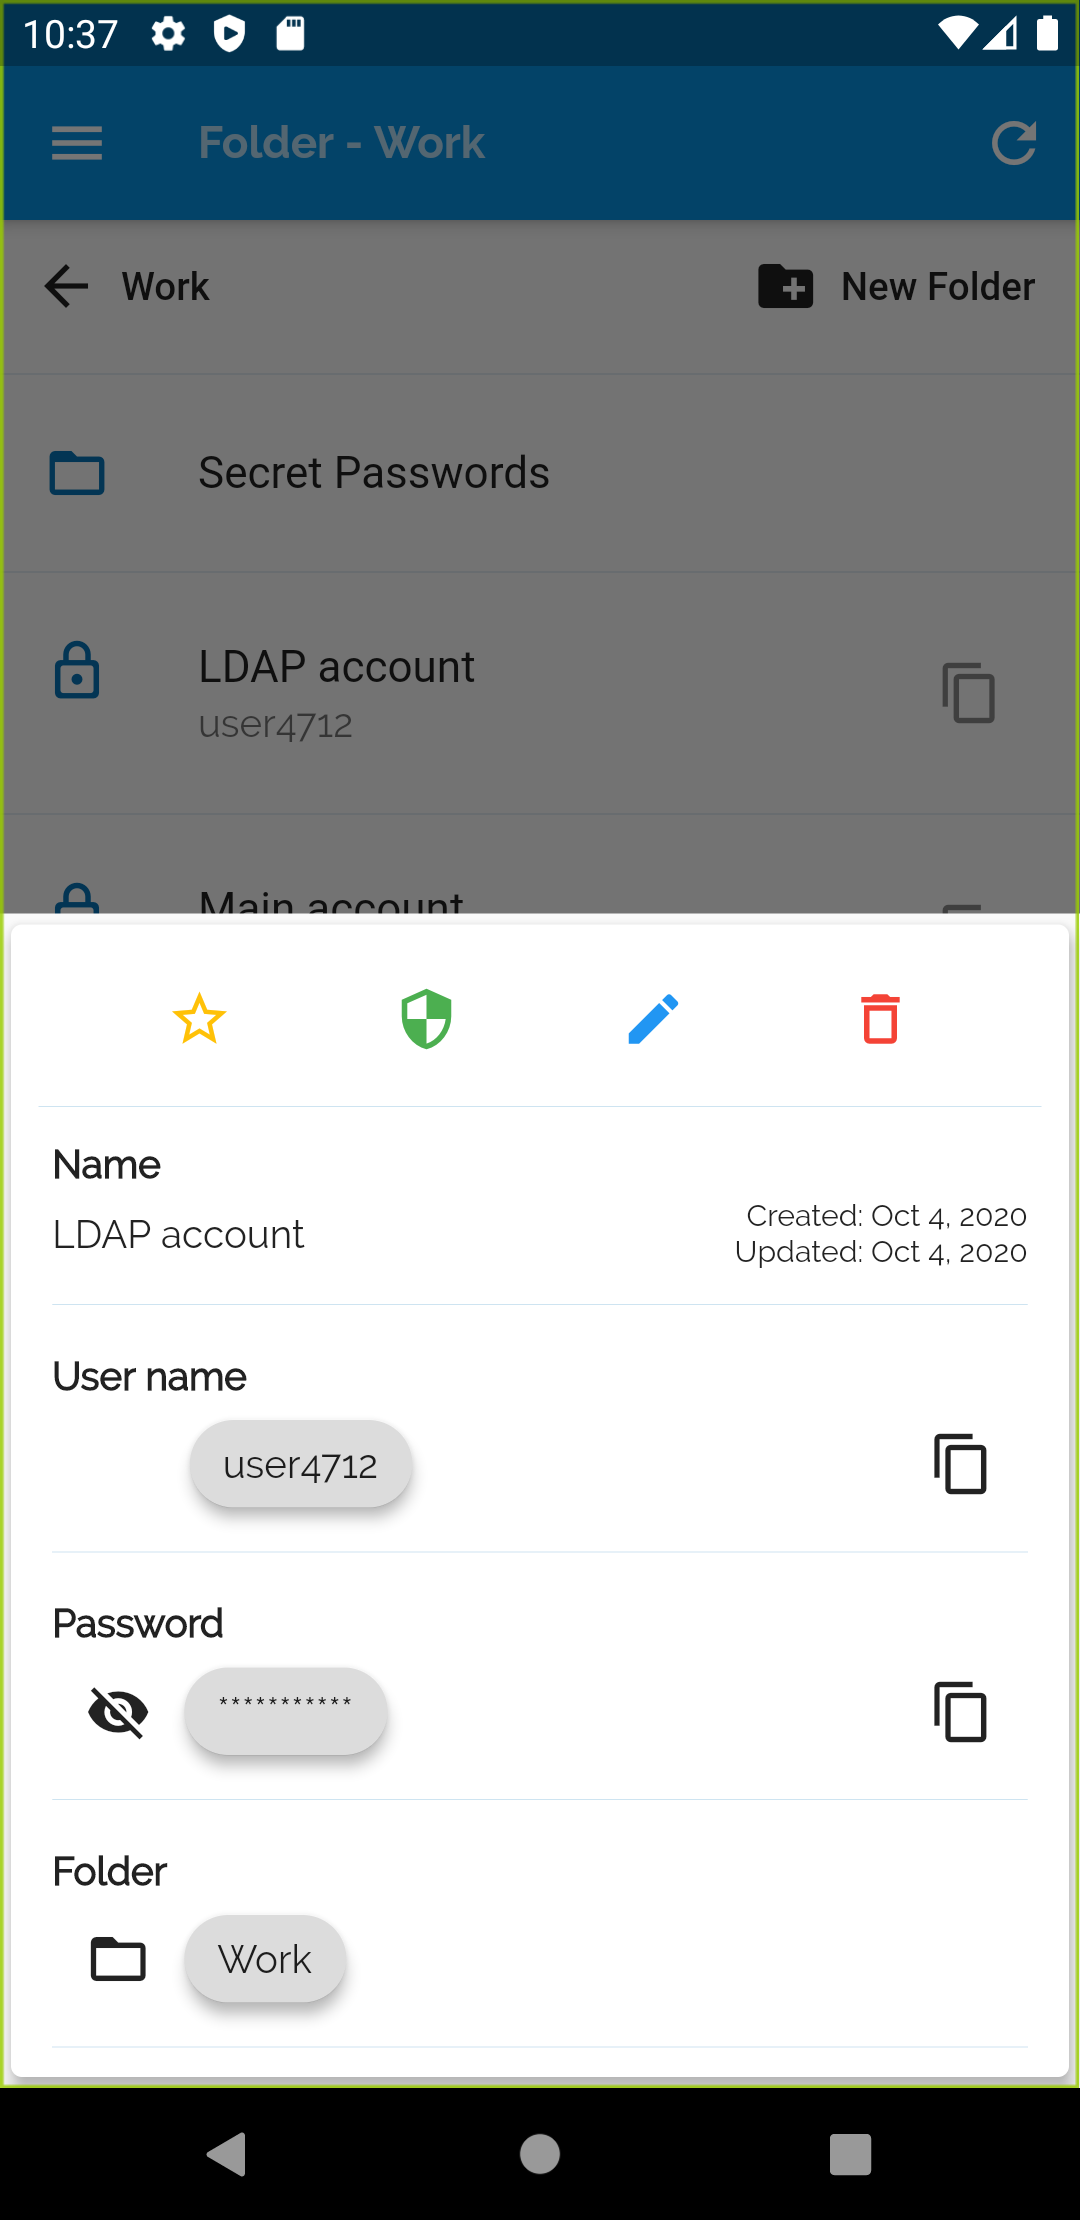 10:37
Folder - Work
Work
New Folder
Secret Passwords
LDAP account
user4712
Main account
Name
LDAP account
Created: Oct 4, 2020
Updated: Oct 4, 2020
User name
user4712
Password
***********
Folder
Work